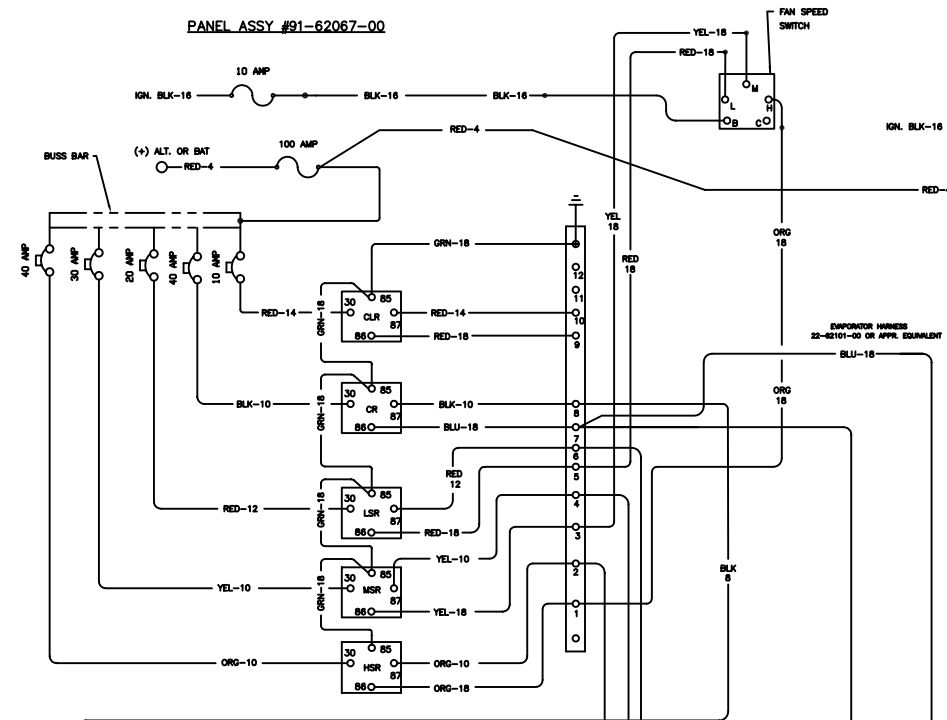 PANEL ASSY #91-62067-00
FAN SPEED
SWITCH
YEL-18
RED-18
10 AMP
IGN. BLK-16
BLK-16
BLK-16
M
L
H
B
C
IGN. BLK-16
RED-4
(+) ALT. OR BAT
100 AMP
BUSS BAR
RED-4
RED-
YEL
18
ORG
18
GRN-18
RED
18
40 AMP
30 AMP
20 AMP
40 AMP
10 AMP
12
11
10
9
RED-14
GRN-18
30
85
CLR
87
86
RED-14
RED-18
EVAPORATOR HARNESS
22-62101-00 OR APPR. EQUIVALENT
BLU-18
ORG
18
BLK-10
GRN-18
30
85
CR
87
86
BLK-10
BLU-18
8
7
6
5
RED
12
RED-12
GRN-18
30
85
LSR
87
86
RED-18
4
3
YEL-10
YEL-10
GRN-18
30
85
MSR
87
86
YEL-18
2
1
BLK
8
ORG-10
30
85
HSR
87
86
ORG-10
ORG-18